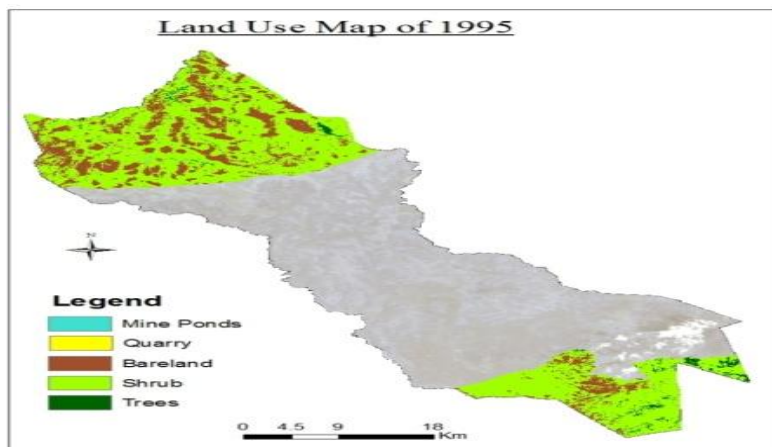 Land Use Map of 1995
N
Legend
Mine Ponds
Quarry
Bareland
Shrub
Trees
0 4.5 9 18
Km